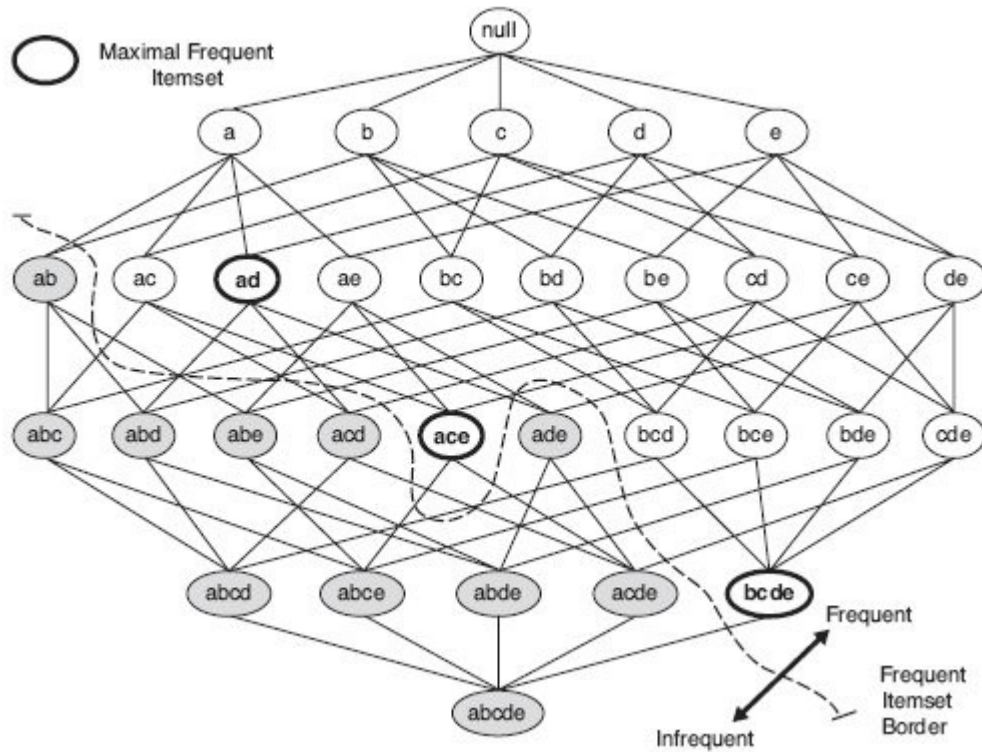 null
Maximal Frequent
Itemset
a b c d e
ab ac ad ae bc bd be cd ce de
abc abd abe acd ace ade bcd bce bde cde
abcd abce abde acde bcde
Frequent
abcde
Infrequent
Frequent
Itemset
Border